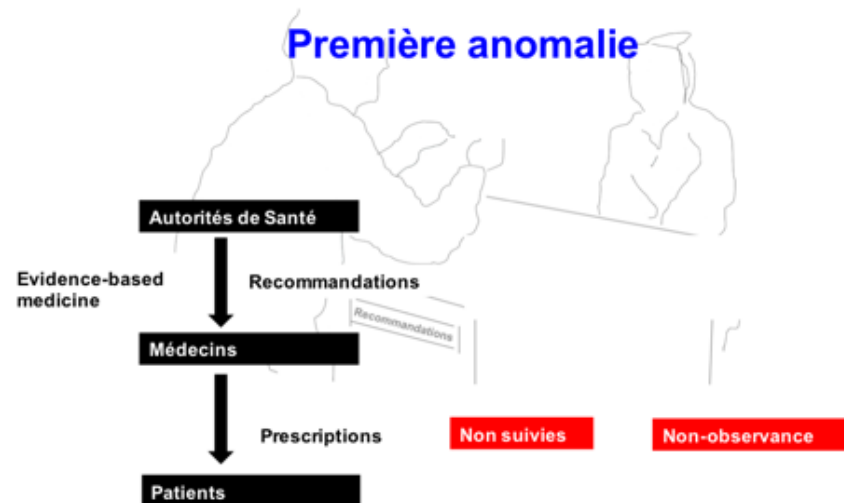 Première anomalie
Autorités de Santé
Evidence-based
medicine
Recommandations
Recommandations
Médecins
Prescriptions
Non suivies
Non-observance
Patients